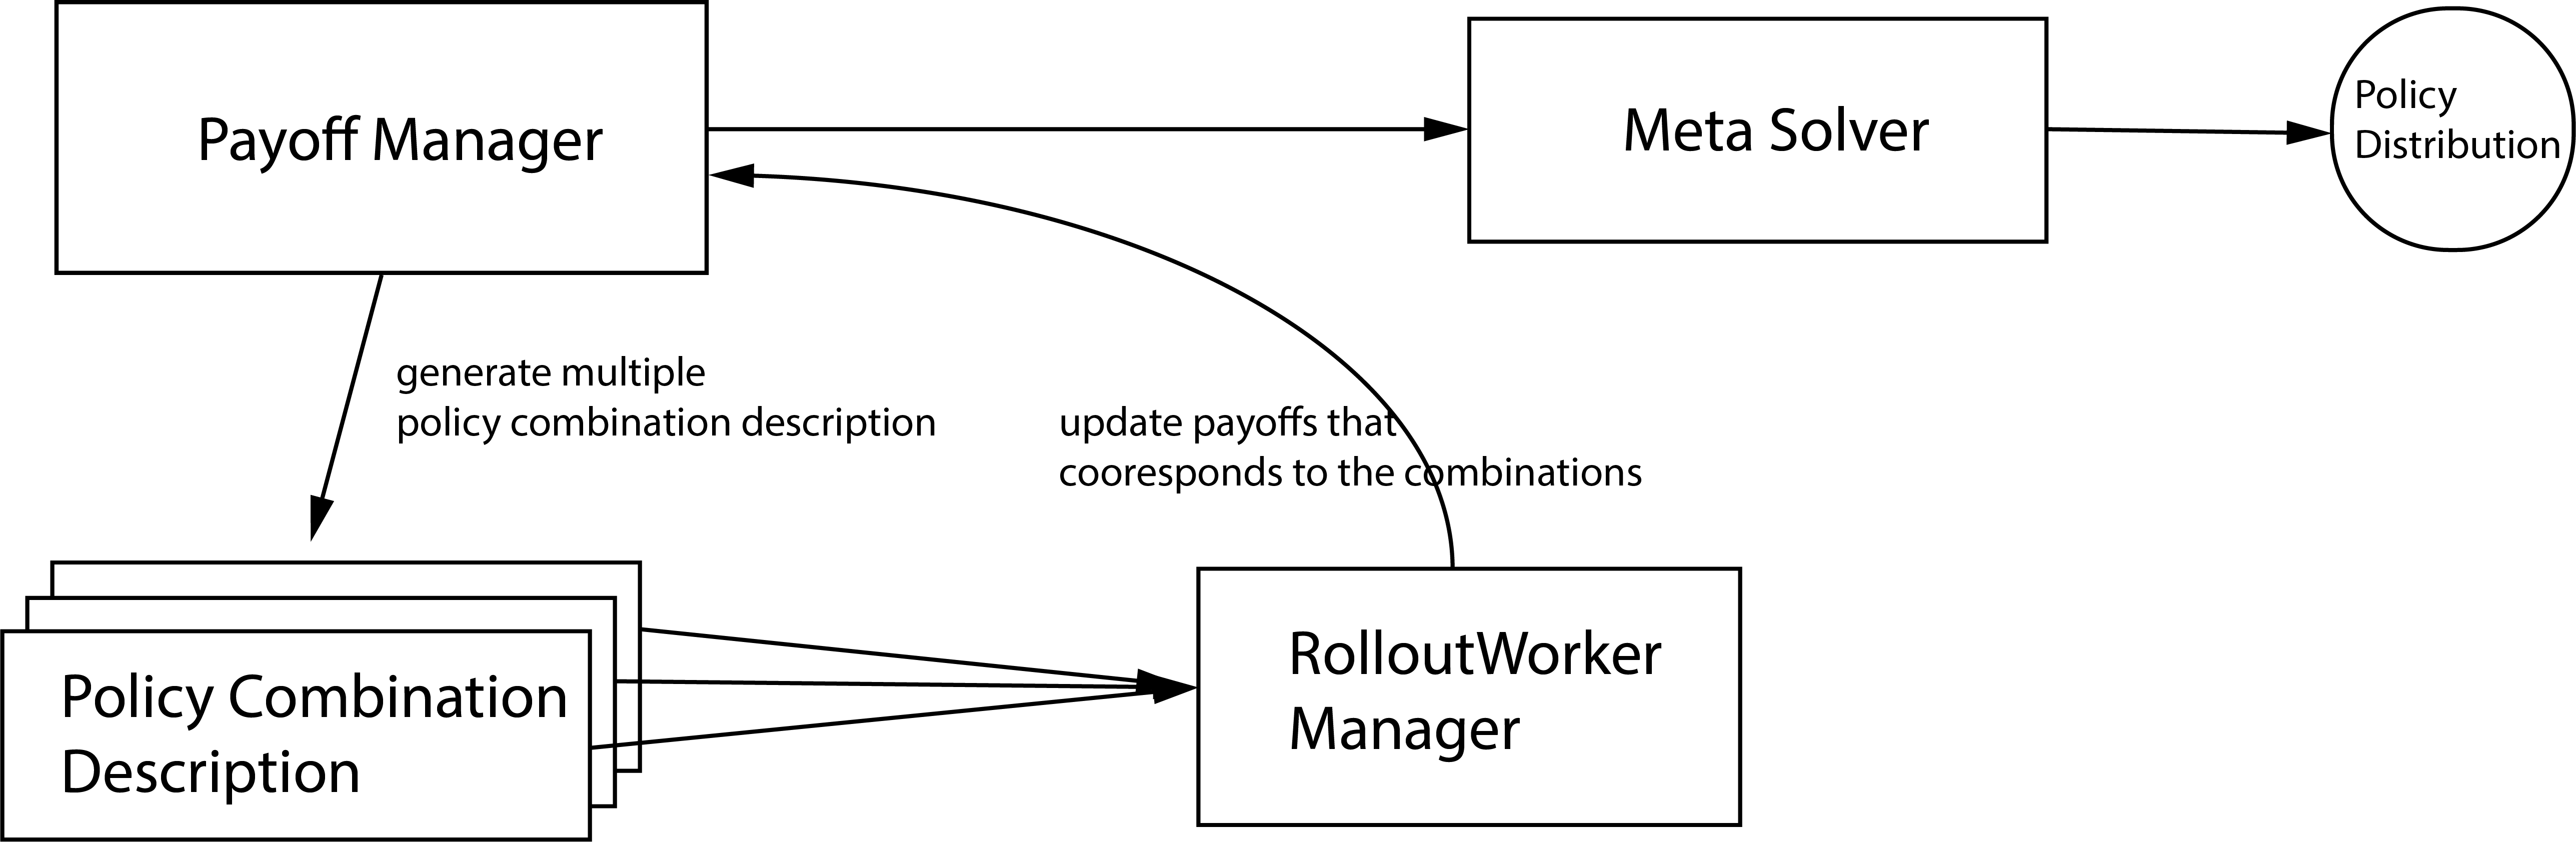 Payoff Manager
Meta Solver
Policy
Distribution
generate multiple
policy combination description
update payoffs that
cooresponds to the combinations
Policy Combination
Description
RolloutWorker
Manager